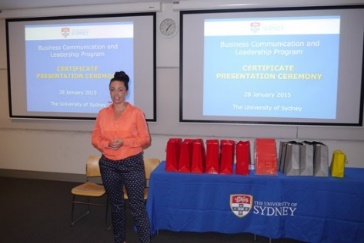 Business Communication and
Leadership Program
CERTIFICATE
PRESENTATION CEREMONY
28 January 2015
The University of Sydney
SYDNEY
Business Communication and
Leadership Program
CERTIFICATE
PRESENTATION CEREMONY
28 January 2015
The University of Sydney
THE UNIVERSITY OF
SYDNEY